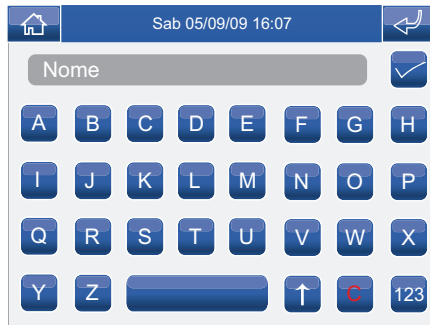 Sab 05/09/09 16:07
Nome
A B C D E F G H
I J K L M N O P
Q R S T U V W X
Y Z ↑ C 123